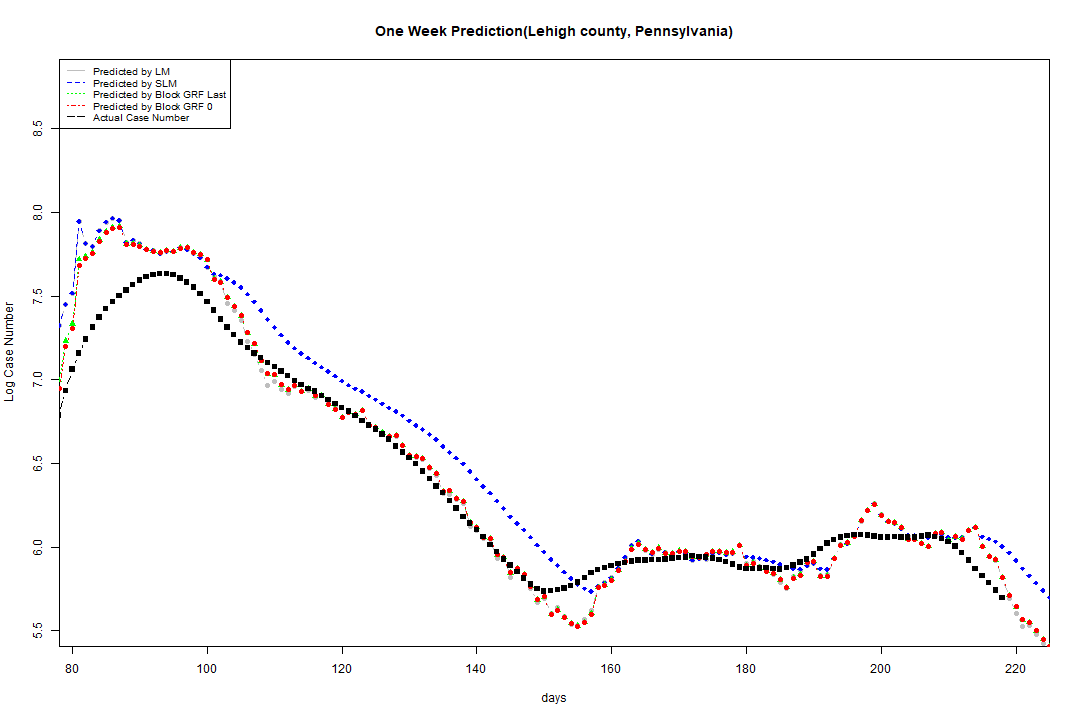 One Week Prediction(Lehigh county, Pennsylvania)
Predicted by LM
Predicted by SLM
Predicted by Block GRF Last
Predicted by Block GRF 0
Actual Case Number
8.5
8.0
7.5
7.0
6.5
6.0
5.5
Log Case Number
80 100 120 140 160 180 200 220
days